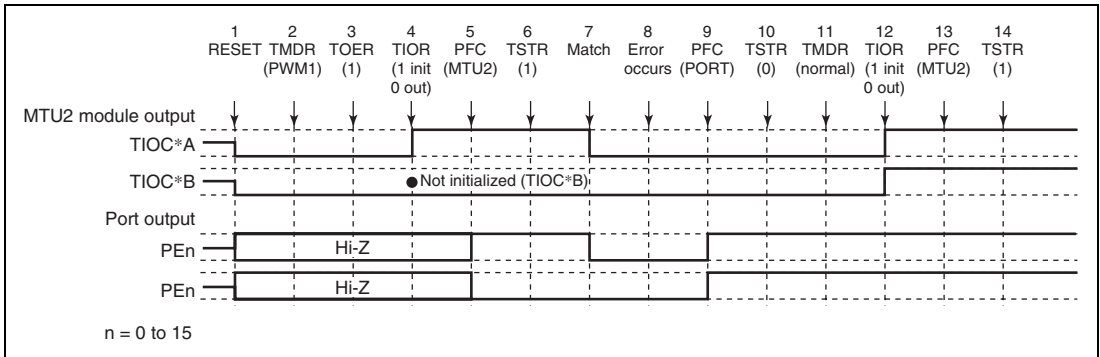 1 2 3 4 5 6 7 8 9 10 11 12 13 14
RESET TMDR TOER TIOR PFC TSTR Match Error PFC TSTR TMDR TIOR PFC TSTR
(PWM1) (1) (1 init (MTU2) (1) occurs (PORT) (0) (normal) (1 init (MTU2) (1)
0 out) 0 out)
MTU2 module output
TIOC*A
TIOC*B Not initialized (TIOC*B)
Port output
PEn Hi-Z
PEn Hi-Z
n = 0 to 15